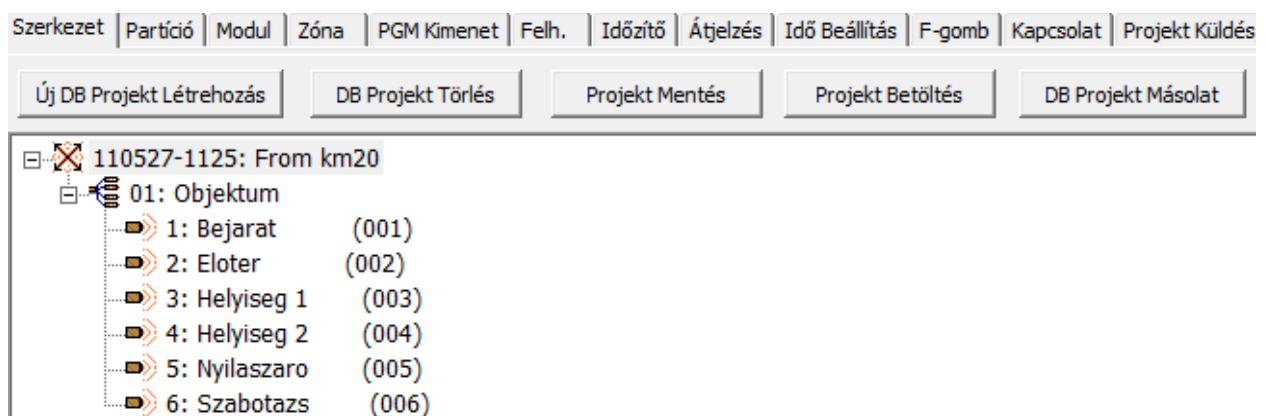 Szerkezet Partíció Modul Zóna PGM Kimenet Felh. Időzítő Átjelzés Idő Beállítás F-gomb Kapcsolat Projekt Küldés
Új DB Projekt Létrehozás DB Projekt Törlés Projekt Mentés Projekt Betöltés DB Projekt Másolat
110527-1125: From km20
01: Objektum
1: Bejarat (001)
2: Eloter (002)
3: Helyiseg 1 (003)
4: Helyiseg 2 (004)
5: Nyilaszaro (005)
6: Szabotazs (006)